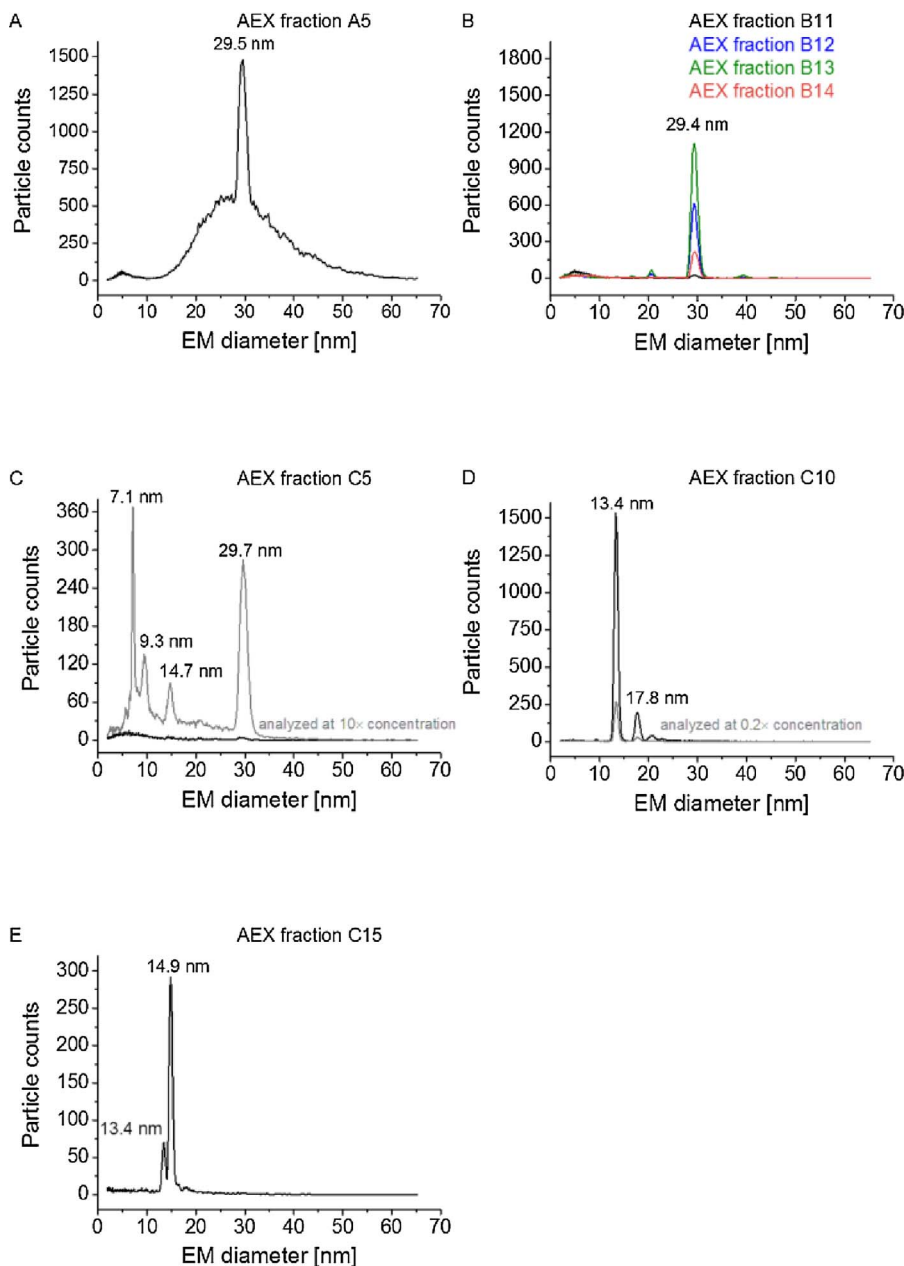 A
AEX fraction A5
29.5 nm
1500
1250
1000
750
500
250
0
Particle counts
0 10 20 30 40 50 60 70
EM diameter [nm]
B
AEX fraction B11
AEX fraction B12
AEX fraction B13
AEX fraction B14
29.4 nm
1800
1500
1200
900
600
300
0
Particle counts
0 10 20 30 40 50 60 70
EM diameter [nm]
C
AEX fraction C5
7.1 nm
29.7 nm
9.3 nm
14.7 nm
analyzed at 10× concentration
360
300
240
180
120
60
0
Particle counts
0 10 20 30 40 50 60 70
EM diameter [nm]
D
AEX fraction C10
13.4 nm
17.8 nm
analyzed at 0.2× concentration
1500
1250
1000
750
500
250
0
Particle counts
0 10 20 30 40 50 60 70
EM diameter [nm]
E
AEX fraction C15
14.9 nm
13.4 nm
300
250
200
150
100
50
0
Particle counts
0 10 20 30 40 50 60 70
EM diameter [nm]